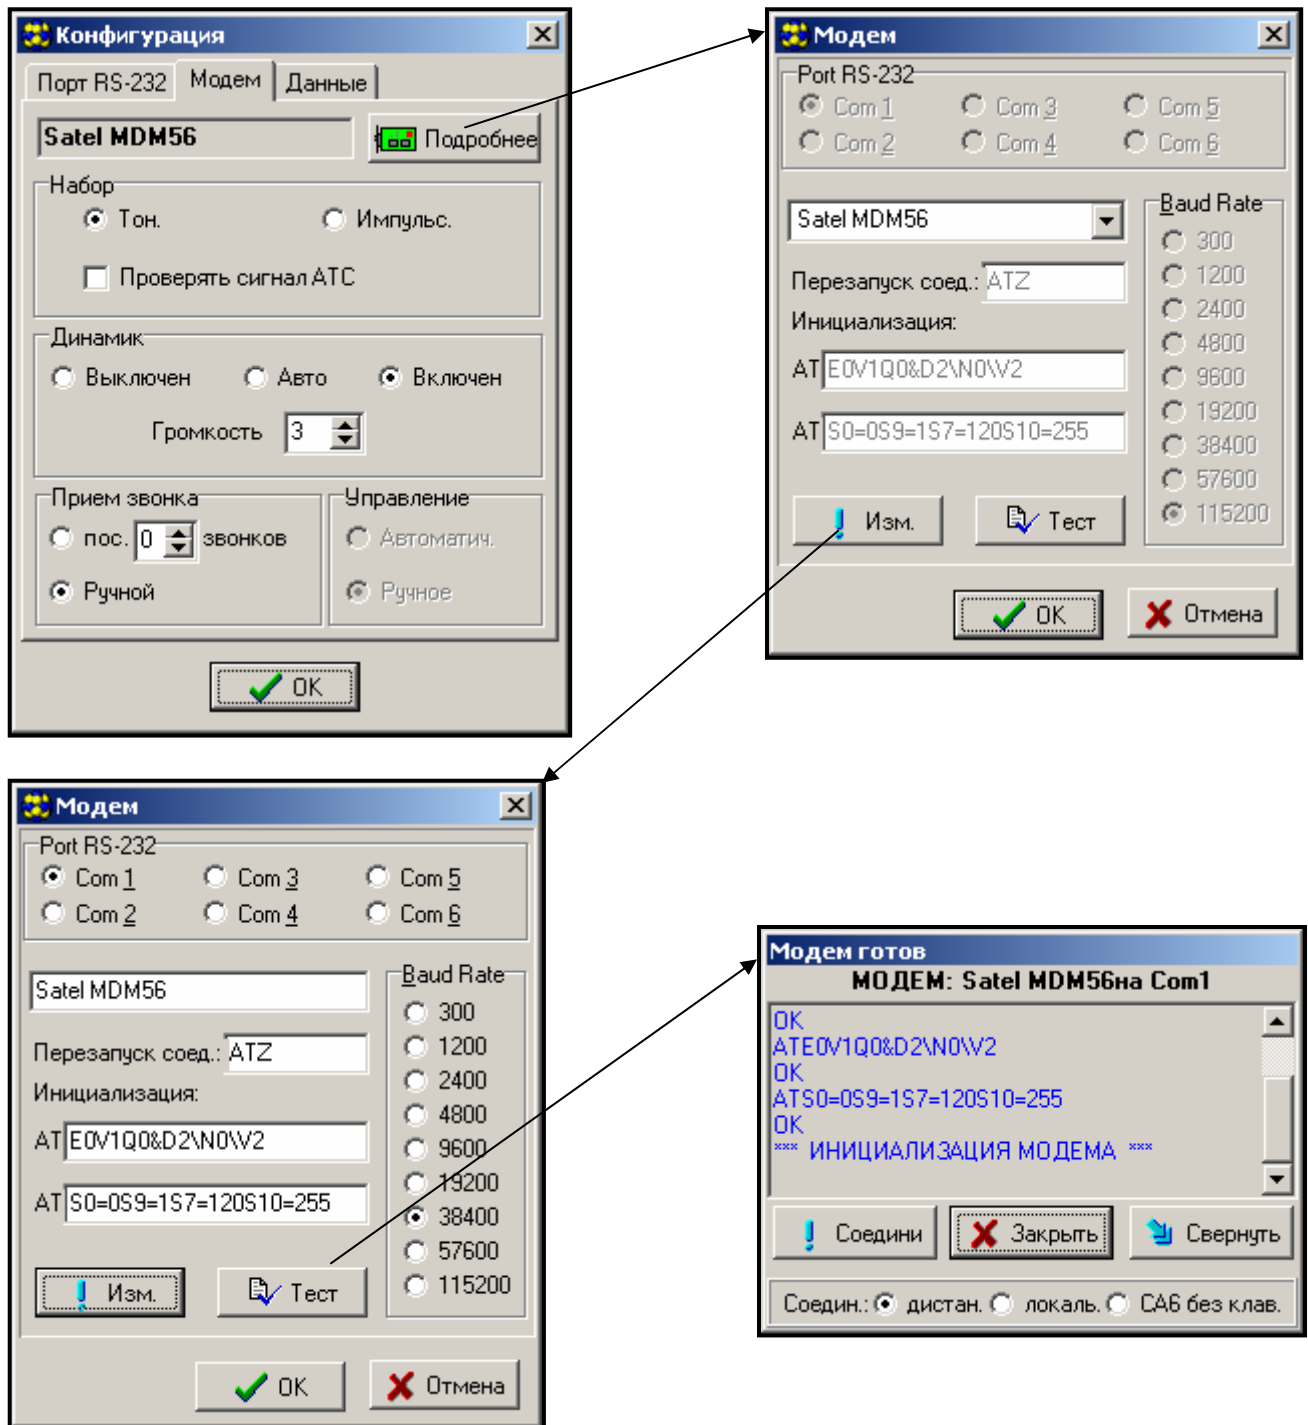 Конфигурация
Порт RS-232 Модем Данные
Satel MDM56 Подробнее
Набор
Тон. Импульс.
Проверять сигнал АТС
Динамик
Выключен Авто Включен
Громкость 3
Прием звонка
пос. 0 звонков
Ручной
Управление
Автоматич.
Ручное
OK
Модем
Port RS-232
Com 1 Com 3 Com 5
Com 2 Com 4 Com 6
Satel MDM56
Перезапуск соед.: ATZ
Инициализация:
AT E0V1Q0&D2\N0\V2
AT S0=0S9=1S7=120S10=255
Baud Rate
300
1200
2400
4800
9600
19200
38400
57600
115200
Изм. Тест
OK Отмена
Модем
Port RS-232
Com 1 Com 3 Com 5
Com 2 Com 4 Com 6
Satel MDM56
Перезапуск соед.: ATZ
Инициализация:
AT E0V1Q0&D2\N0\V2
AT S0=0S9=1S7=120S10=255
Baud Rate
300
1200
2400
4800
9600
19200
38400
57600
115200
Изм. Тест
OK Отмена
Модем готов
МОДЕМ: Satel MDM56на Com1
OK
ATE0V1Q0&D2\N0\V2
OK
ATS0=0S9=1S7=120S10=255
OK
*** ИНИЦИАЛИЗАЦИЯ МОДЕМА ***
Соедини Закрыть Свернуть
Соедин.: дистан. локаль. CA6 без клав.